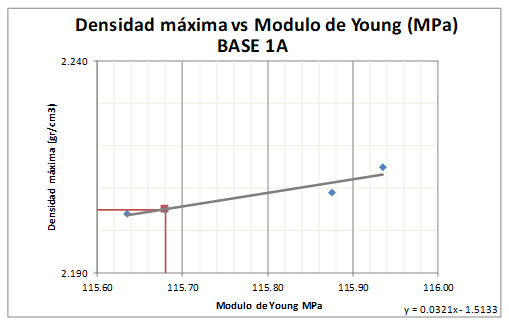 Densidad máxima vs Modulo de Young (MPa)
BASE 1A
2.240
Densidad máxima (gr/cm3)
2.190
115.60 115.70 115.80 115.90 116.00
Modulo de Young MPa
y = 0.0321x - 1.5133